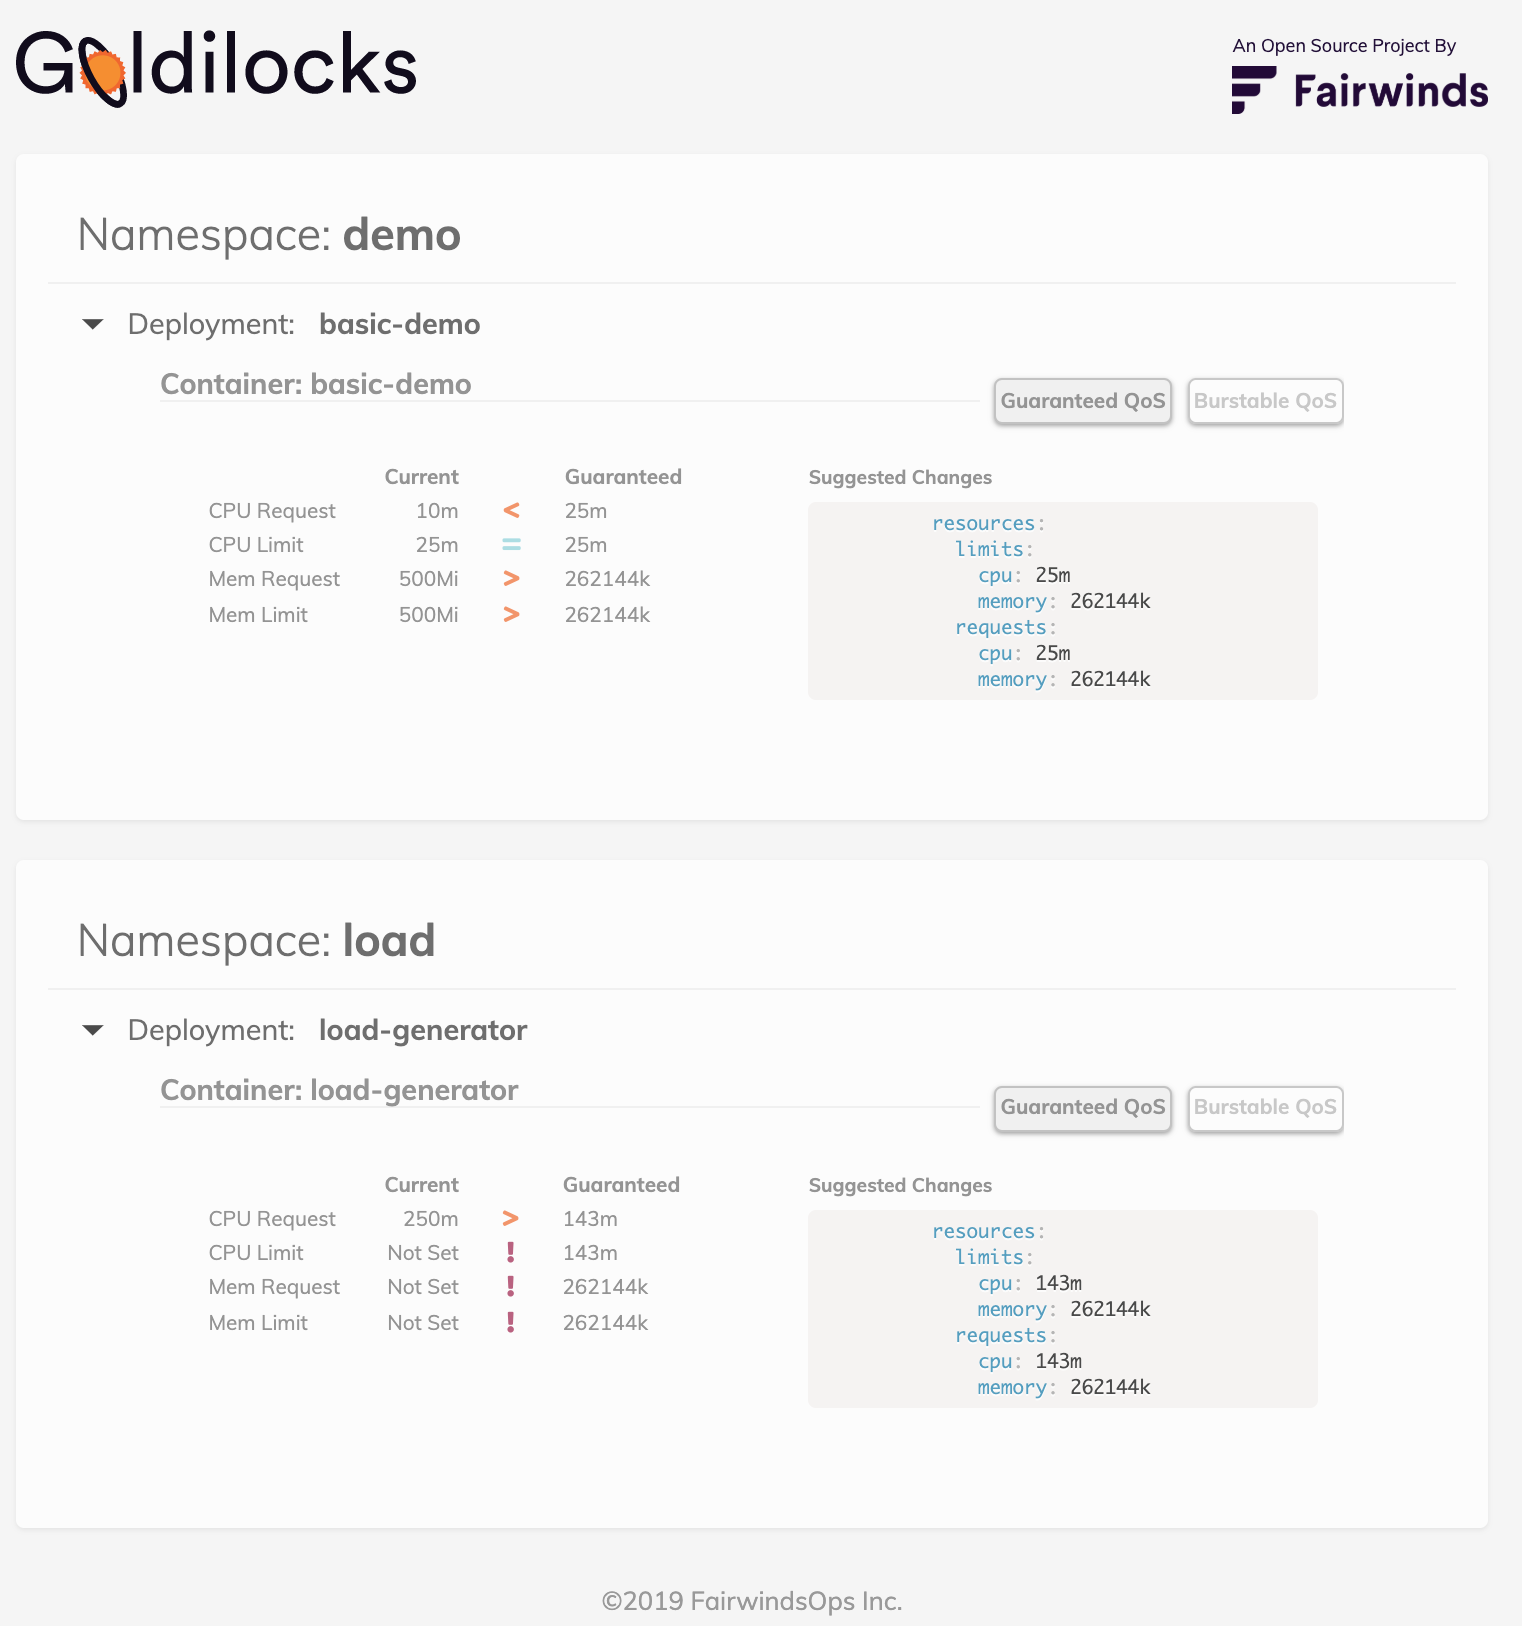 Goldilocks
An Open Source Project By
Fairwinds
Namespace: demo
Deployment: basic-demo
Container: basic-demo
Guaranteed QoS Burstable QoS
Current Guaranteed
CPU Request 10m < 25m
CPU Limit 25m = 25m
Mem Request 500Mi > 262144k
Mem Limit 500Mi > 262144k
Suggested Changes
resources:
limits:
cpu: 25m
memory: 262144k
requests:
cpu: 25m
memory: 262144k
Namespace: load
Deployment: load-generator
Container: load-generator
Guaranteed QoS Burstable QoS
Current Guaranteed
CPU Request 250m > 143m
CPU Limit Not Set ! 143m
Mem Request Not Set ! 262144k
Mem Limit Not Set ! 262144k
Suggested Changes
resources:
limits:
cpu: 143m
memory: 262144k
requests:
cpu: 143m
memory: 262144k
©2019 FairwindsOps Inc.